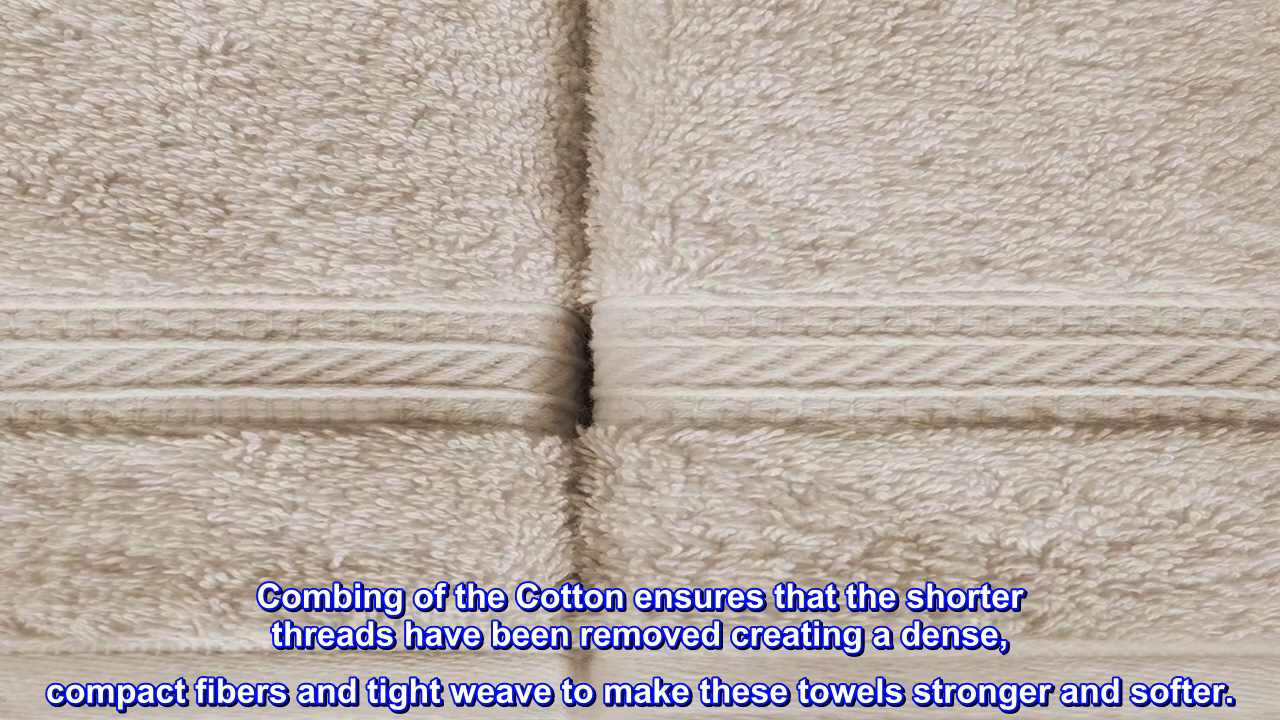 Combing of the Cotton ensures that the shorter
threads have been removed creating a dense,
compact fibers and tight weave to make these towels stronger and softer.